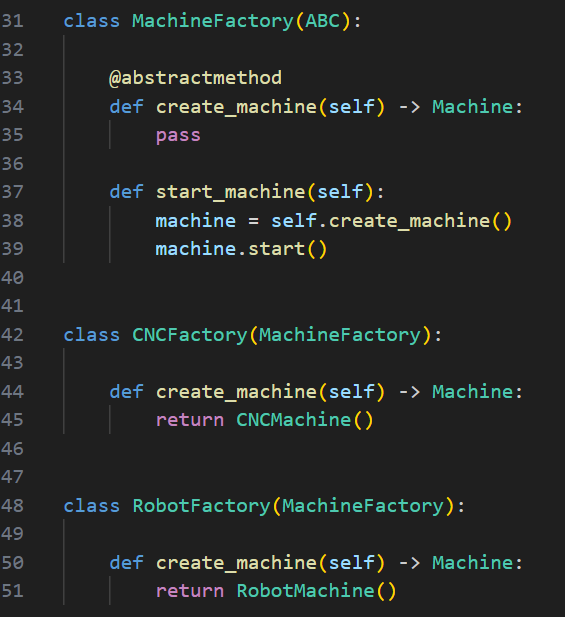 31 class MachineFactory(ABC):
32
33     @abstractmethod
34     def create_machine(self) -> Machine:
35         pass
36
37     def start_machine(self):
38         machine = self.create_machine()
39         machine.start()
40
41
42 class CNCFactory(MachineFactory):
43
44     def create_machine(self) -> Machine:
45         return CNCMachine()
46
47
48 class RobotFactory(MachineFactory):
49
50     def create_machine(self) -> Machine:
51         return RobotMachine()